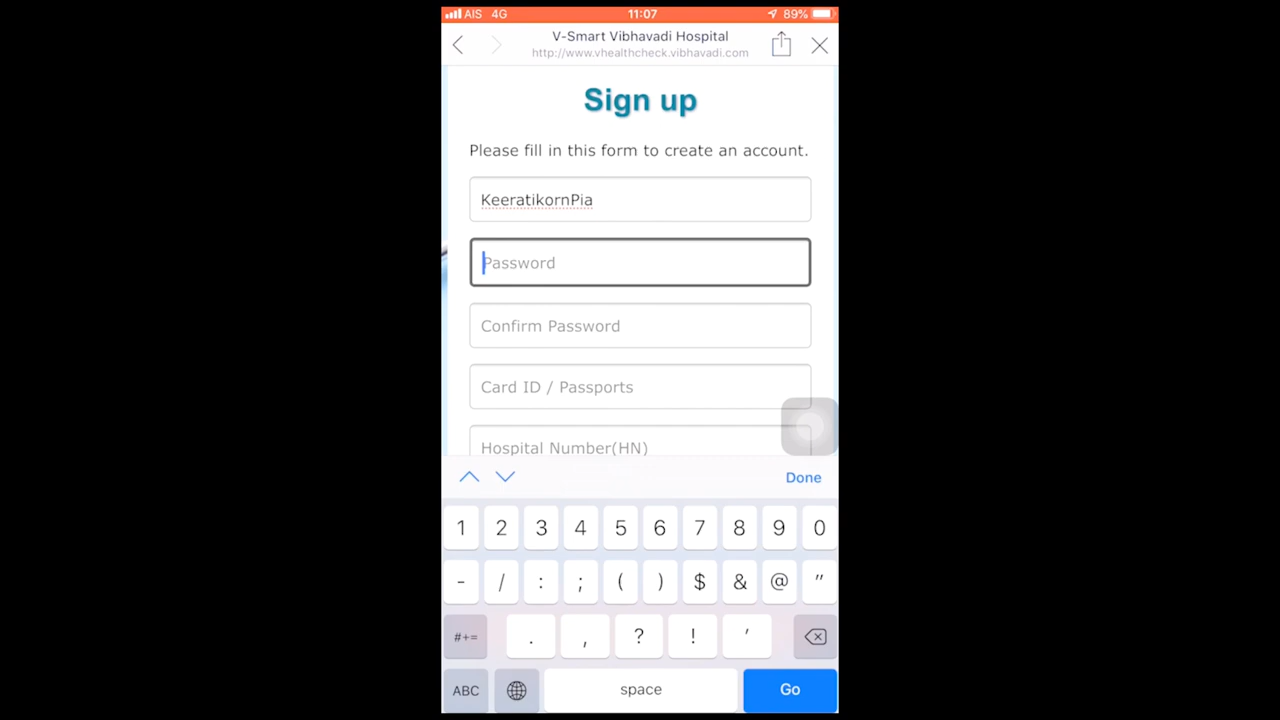 AIS 4G 11:07 89%
V-Smart Vibhavadi Hospital
http://www.vhealthcheck.vibhavadi.com
Sign up
Please fill in this form to create an account.
KeeratikornPia
Password
Confirm Password
Card ID / Passports
Hospital Number(HN)
Done
1 2 3 4 5 6 7 8 9 0
- / : ; ( ) $ & @ "
#+= . , ? ! '
ABC space Go